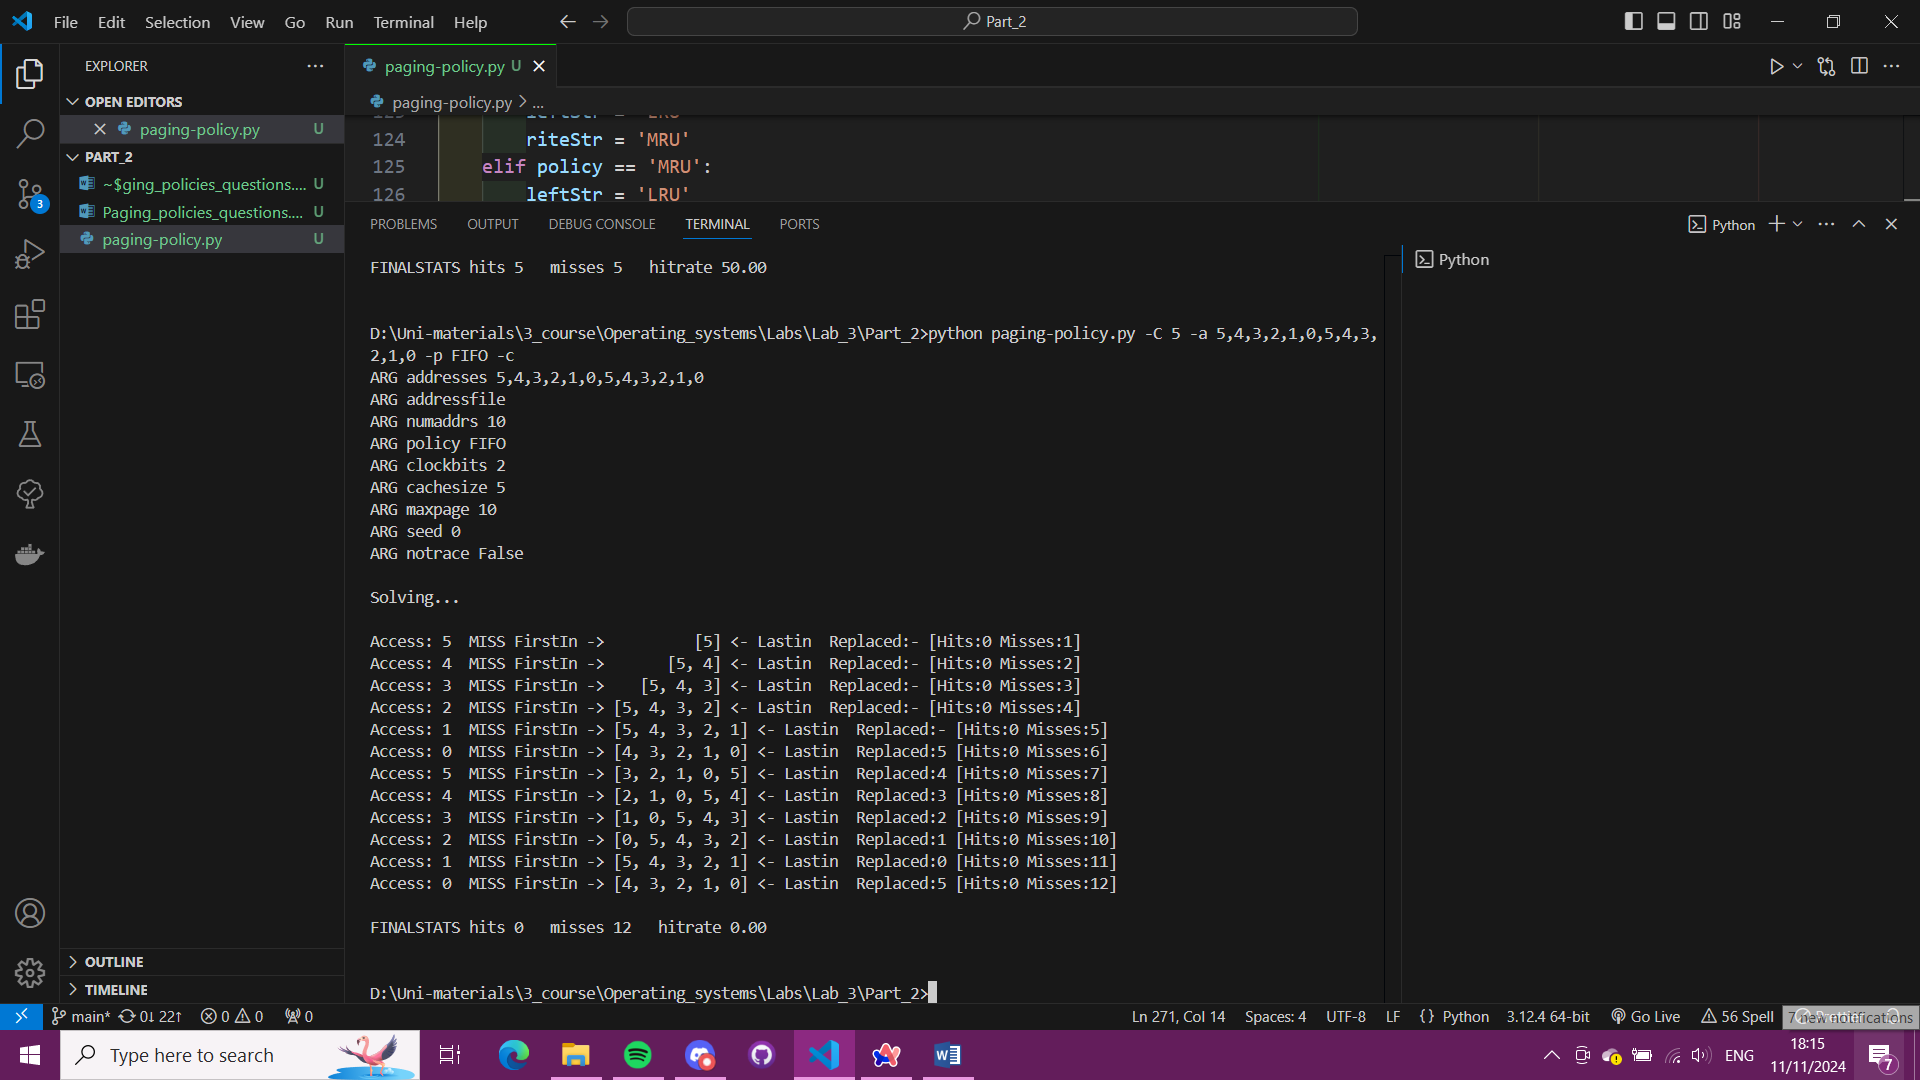 File Edit Selection View Go Run Terminal Help
Part_2
EXPLORER
OPEN EDITORS
paging-policy.py U
PART_2
~$ging_policies_questions.... U
Paging_policies_questions.... U
paging-policy.py U
OUTLINE
TIMELINE
paging-policy.py U
paging-policy.py > ...
124 riteStr = 'MRU'
125 elif policy == 'MRU':
126 leftStr = 'LRU'
PROBLEMS OUTPUT DEBUG CONSOLE TERMINAL PORTS
Python
Python
FINALSTATS hits 5   misses 5   hitrate 50.00
D:\Uni-materials\3_course\Operating_systems\Labs\Lab_3\Part_2>python paging-policy.py -C 5 -a 5,4,3,2,1,0,5,4,3,
2,1,0 -p FIFO -c
ARG addresses 5,4,3,2,1,0,5,4,3,2,1,0
ARG addressfile
ARG numaddrs 10
ARG policy FIFO
ARG clockbits 2
ARG cachesize 5
ARG maxpage 10
ARG seed 0
ARG notrace False
Solving...
Access: 5  MISS FirstIn ->          [5] <- Lastin  Replaced:- [Hits:0 Misses:1]
Access: 4  MISS FirstIn ->       [5, 4] <- Lastin  Replaced:- [Hits:0 Misses:2]
Access: 3  MISS FirstIn ->    [5, 4, 3] <- Lastin  Replaced:- [Hits:0 Misses:3]
Access: 2  MISS FirstIn -> [5, 4, 3, 2] <- Lastin  Replaced:- [Hits:0 Misses:4]
Access: 1  MISS FirstIn -> [5, 4, 3, 2, 1] <- Lastin  Replaced:- [Hits:0 Misses:5]
Access: 0  MISS FirstIn -> [4, 3, 2, 1, 0] <- Lastin  Replaced:5 [Hits:0 Misses:6]
Access: 5  MISS FirstIn -> [3, 2, 1, 0, 5] <- Lastin  Replaced:4 [Hits:0 Misses:7]
Access: 4  MISS FirstIn -> [2, 1, 0, 5, 4] <- Lastin  Replaced:3 [Hits:0 Misses:8]
Access: 3  MISS FirstIn -> [1, 0, 5, 4, 3] <- Lastin  Replaced:2 [Hits:0 Misses:9]
Access: 2  MISS FirstIn -> [0, 5, 4, 3, 2] <- Lastin  Replaced:1 [Hits:0 Misses:10]
Access: 1  MISS FirstIn -> [5, 4, 3, 2, 1] <- Lastin  Replaced:0 [Hits:0 Misses:11]
Access: 0  MISS FirstIn -> [4, 3, 2, 1, 0] <- Lastin  Replaced:5 [Hits:0 Misses:12]
FINALSTATS hits 0   misses 12   hitrate 0.00
D:\Uni-materials\3_course\Operating_systems\Labs\Lab_3\Part_2>
main* 0↓ 22↑ 0 0 0 Ln 271, Col 14 Spaces: 4 UTF-8 LF Python 3.12.4 64-bit Go Live 56 Spell 7 new notifications
3
Type here to search
ENG
18:15
11/11/2024
7